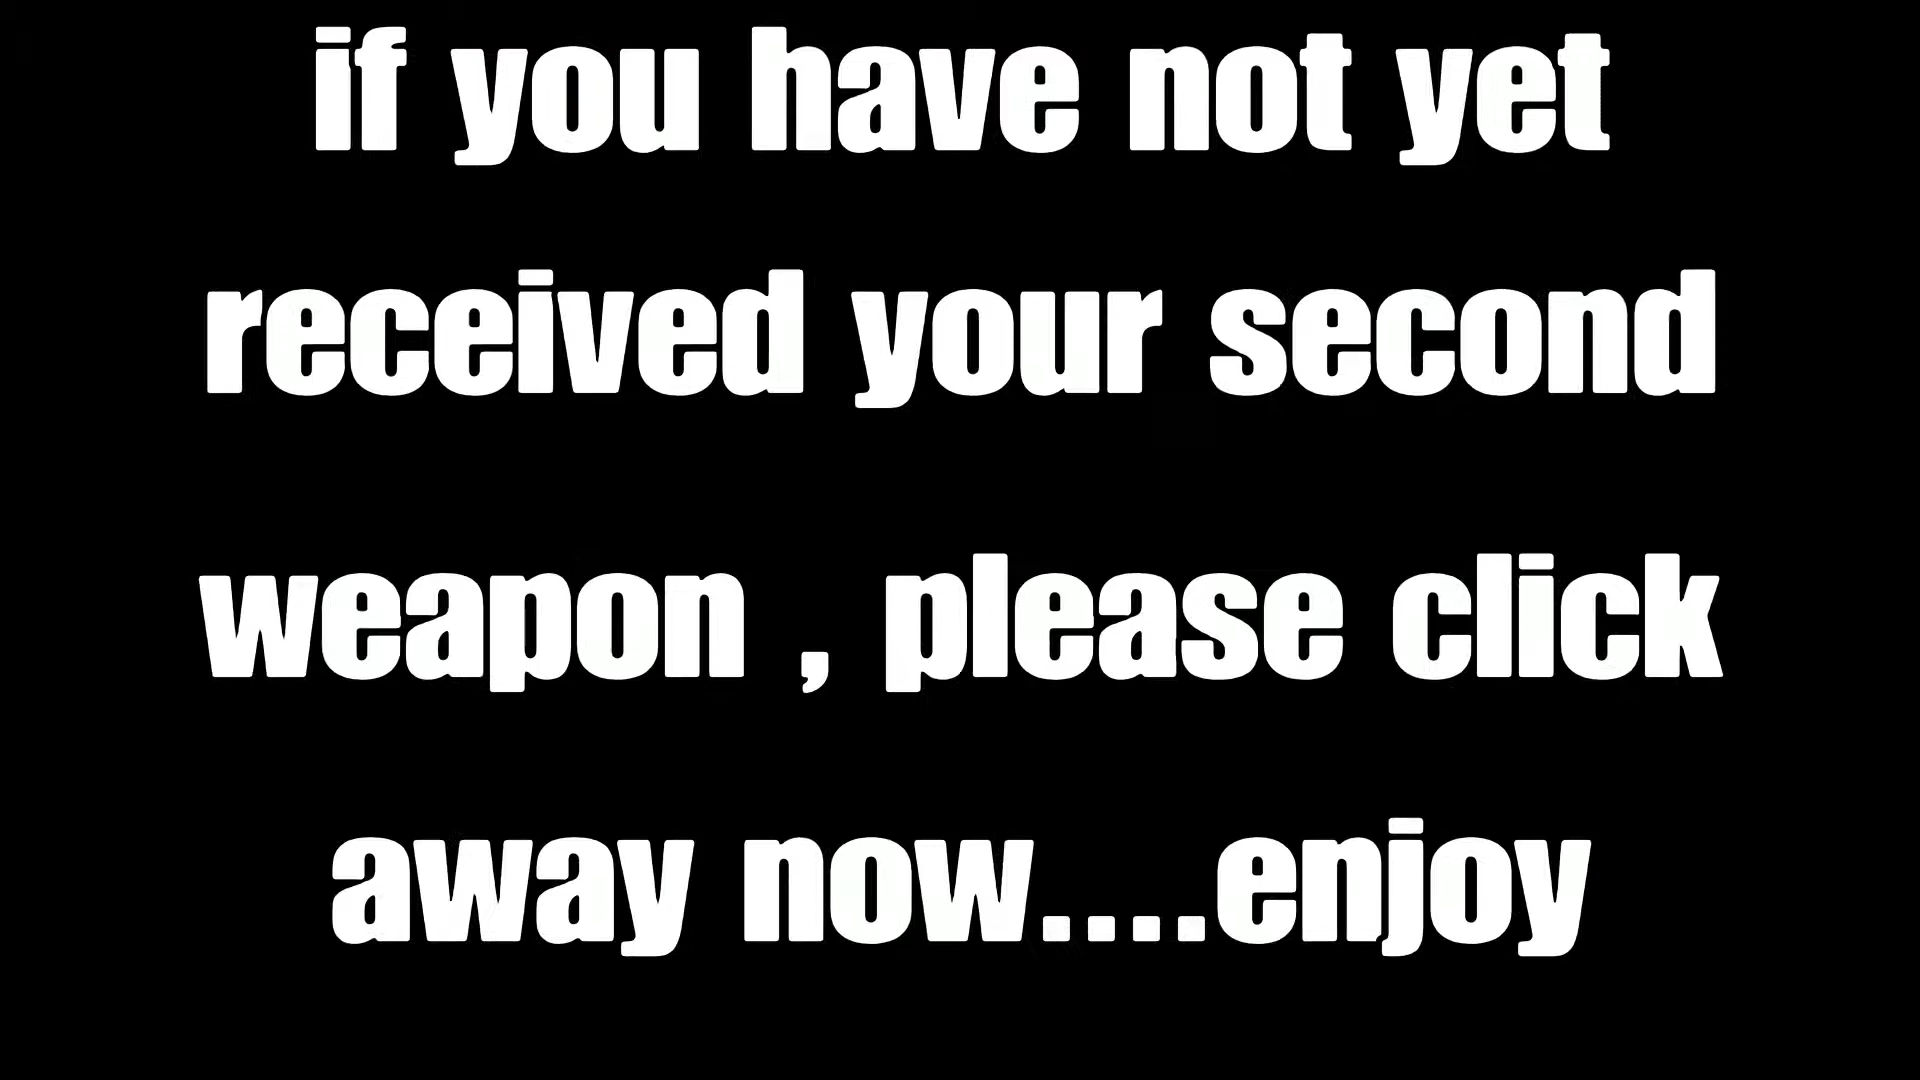 if you have not yet
received your second
weapon , please click
away now....enjoy